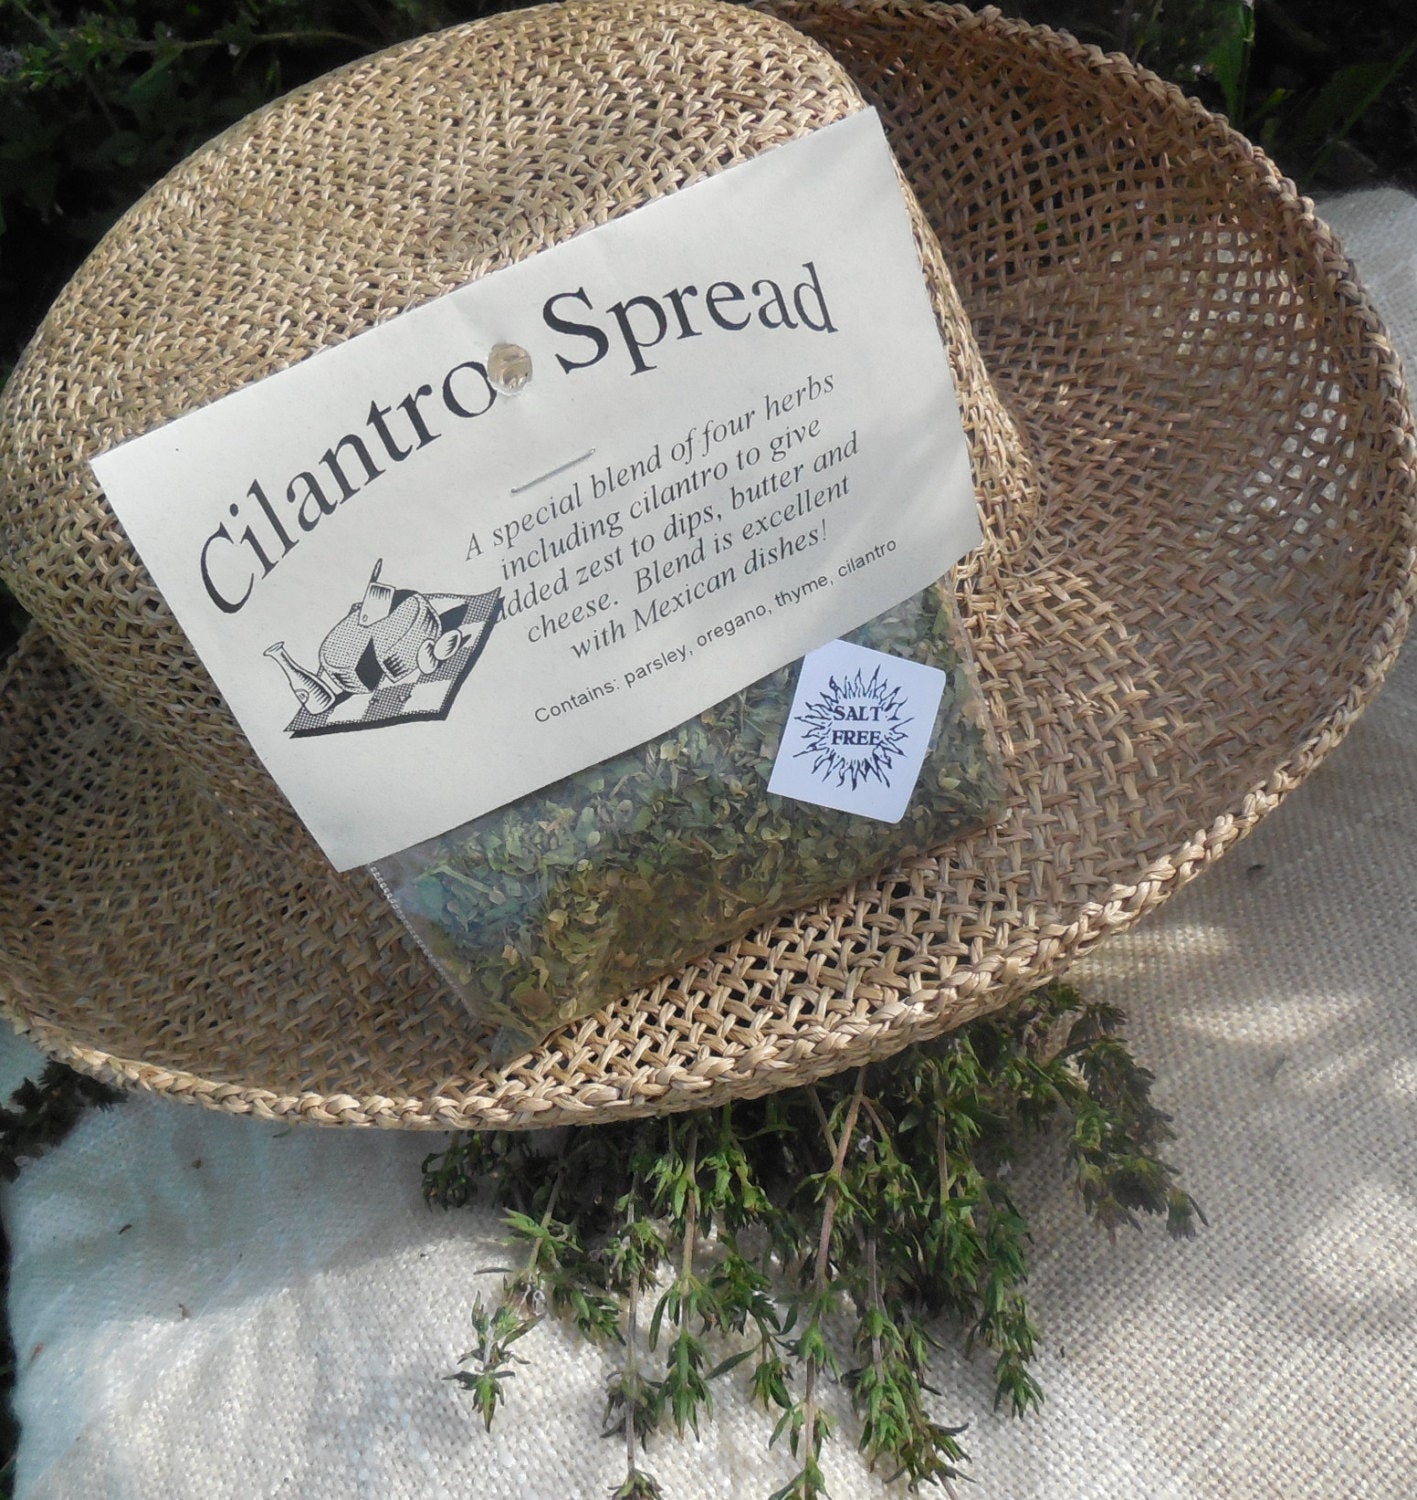 Cilantro Spread
A special blend of four herbs
including cilantro to give
added zest to dips, butter and
cheese. Blend is excellent
with Mexican dishes!
Contains: parsley, oregano, thyme, cilantro
SALT
FREE